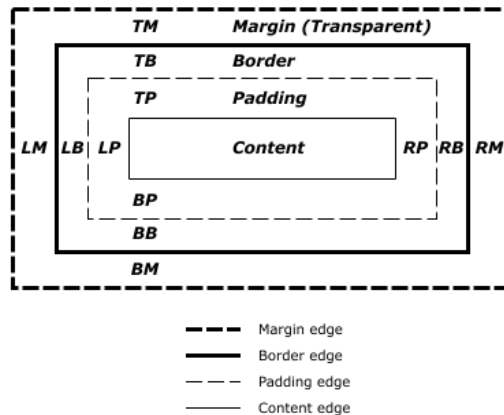 TM Margin (Transparent)
TB Border
TP Padding
LM LB LP Content RP RB RM
BP
BB
BM
Margin edge
Border edge
Padding edge
Content edge